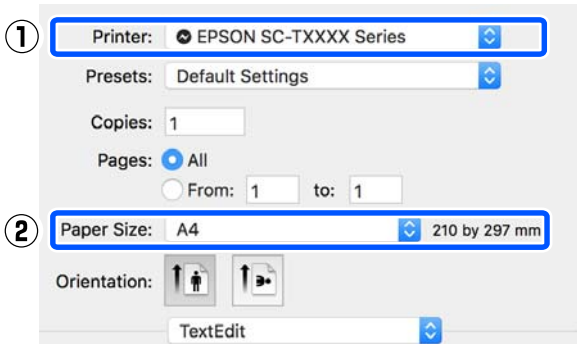 ① Printer: EPSON SC-TXXXX Series
Presets: Default Settings
Copies: 1
Pages: All
From: 1 to: 1
② Paper Size: A4 210 by 297 mm
Orientation:
TextEdit